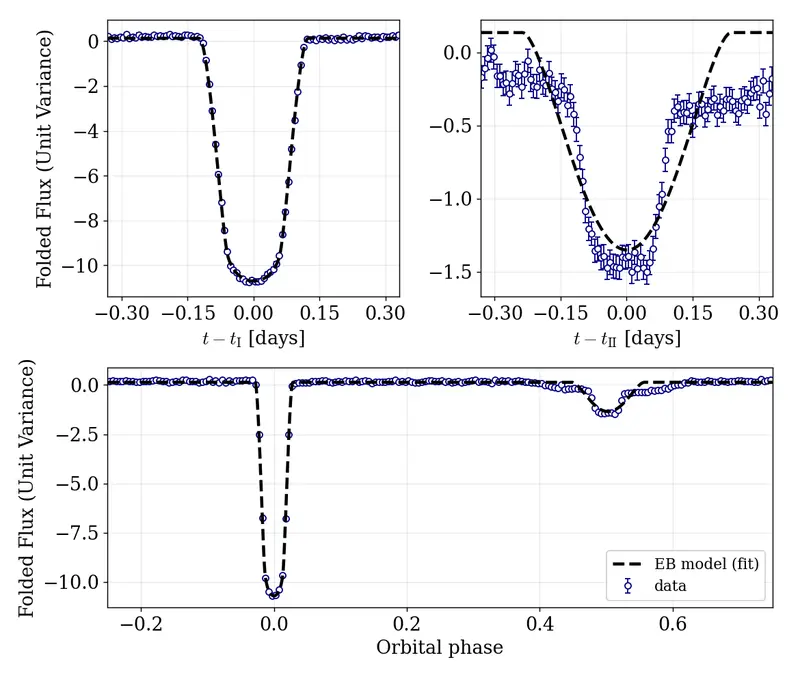 Folded Flux (Unit Variance)
0
−2
−4
−6
−8
−10
−0.30 −0.15 0.00 0.15 0.30
t − t_I [days]
0.0
−0.5
−1.0
−1.5
−0.30 −0.15 0.00 0.15 0.30
t − t_II [days]
Folded Flux (Unit Variance)
0.0
−2.5
−5.0
−7.5
−10.0
−0.2 0.0 0.2 0.4 0.6
Orbital phase
EB model (fit)
data